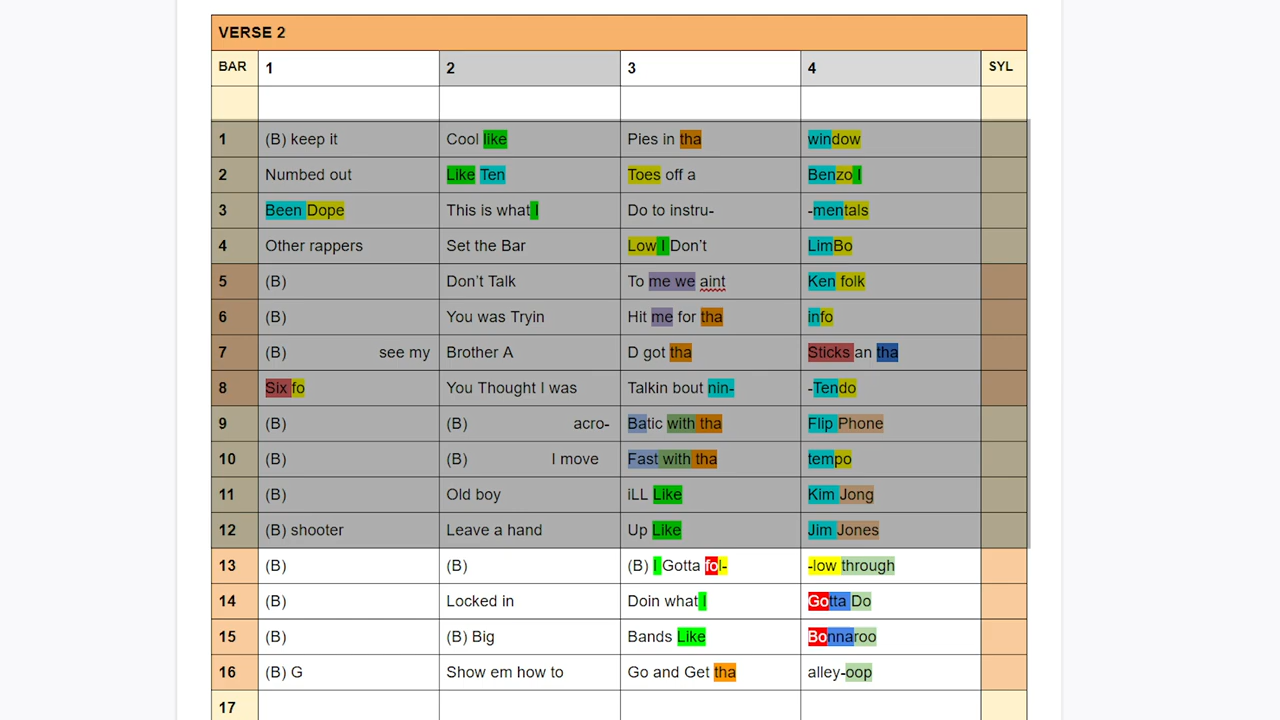 VERSE 2
BAR 1 2 3 4 SYL
1 (B) keep it Cool like Pies in tha window
2 Numbed out Like Ten Toes off a Benzo I
3 Been Dope This is what I Do to instru- -mentals
4 Other rappers Set the Bar Low I Don't LimBo
5 (B) Don't Talk To me we aint Ken folk
6 (B) You was Tryin Hit me for tha info
7 (B) see my Brother A D got tha Sticks an tha
8 Six fo You Thought I was Talkin bout nin- -Tendo
9 (B) (B) acro- Batic with tha Flip Phone
10 (B) (B) I move Fast with tha tempo
11 (B) Old boy iLL Like Kim Jong
12 (B) shooter Leave a hand Up Like Jim Jones
13 (B) (B) (B) I Gotta fol- -low through
14 (B) Locked in Doin what I Gotta Do
15 (B) (B) Big Bands Like Bonnaroo
16 (B) G Show em how to Go and Get tha alley-oop
17